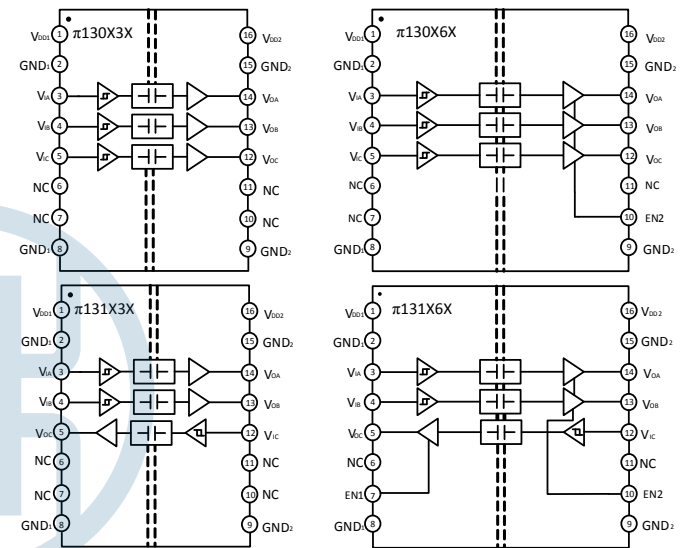 π130X3X
VDD1 1 16 VDD2
GND1 2 15 GND2
VIA 3 14 VOA
VIB 4 13 VOB
VIC 5 12 VOC
NC 6 11 NC
NC 7 10 NC
GND1 8 9 GND2
π130X6X
VDD1 1 16 VDD2
GND1 2 15 GND2
VIA 3 14 VOA
VIB 4 13 VOB
VIC 5 12 VOC
NC 6 11 NC
NC 7 10 EN2
GND1 8 9 GND2
π131X3X
VDD1 1 16 VDD2
GND1 2 15 GND2
VIA 3 14 VOA
VIB 4 13 VOB
VOC 5 12 VIC
NC 6 11 NC
NC 7 10 NC
GND1 8 9 GND2
π131X6X
VDD1 1 16 VDD2
GND1 2 15 GND2
VIA 3 14 VOA
VIB 4 13 VOB
VOC 5 12 VIC
NC 6 11 NC
EN1 7 10 EN2
GND1 8 9 GND2